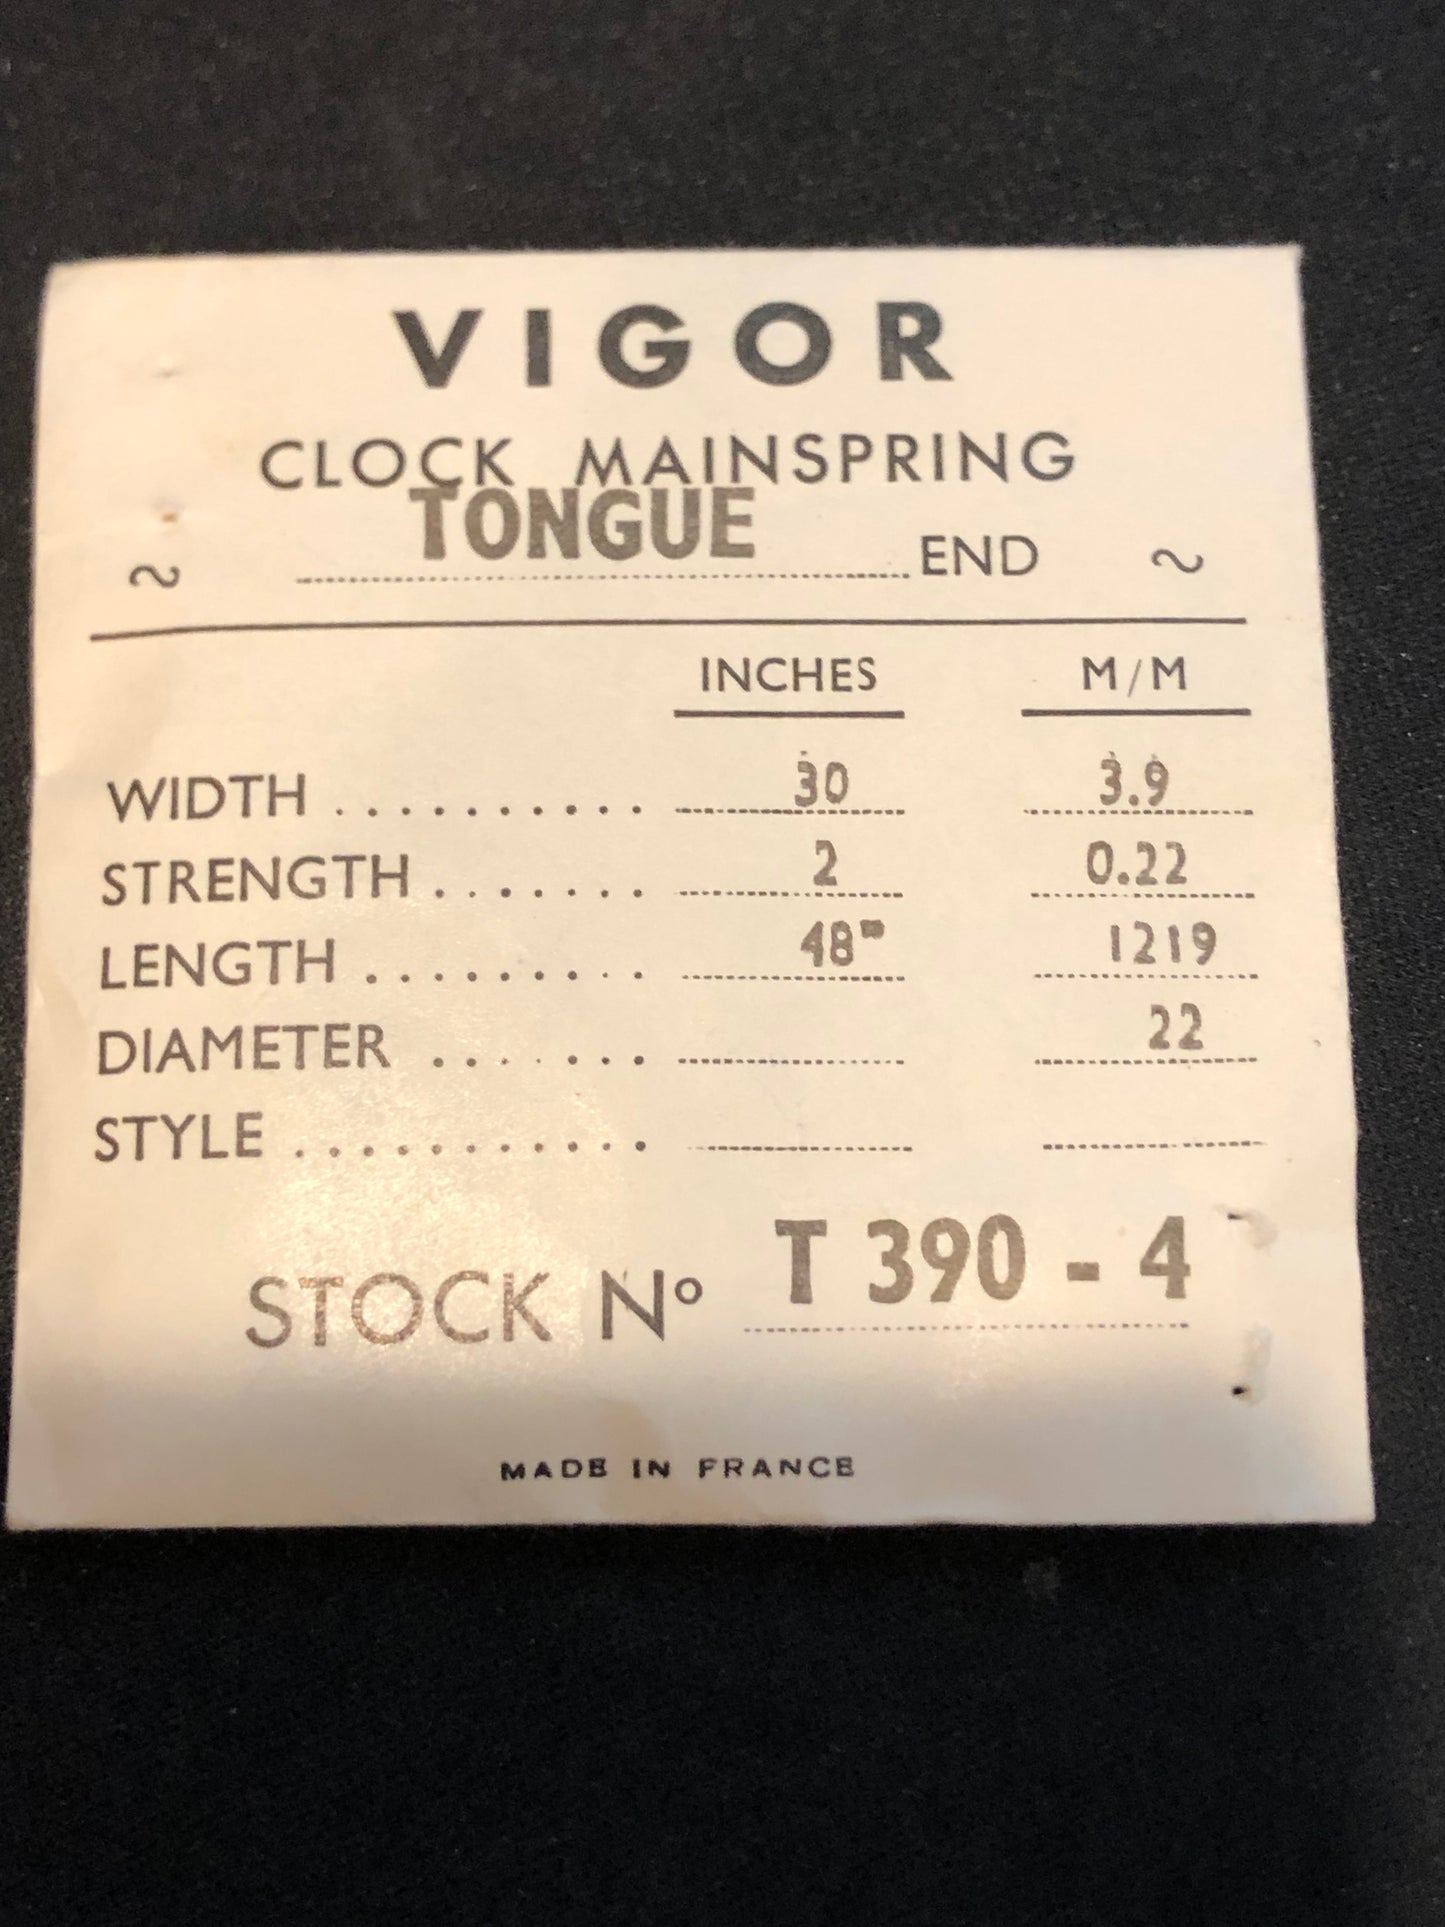 VIGOR
CLOCK MAINSPRING
~ TONGUE END ~
INCHES M/M
WIDTH .......... 30 3.9
STRENGTH ....... 2 0.22
LENGTH .......... 48" 1219
DIAMETER ....... 22
STYLE ...........
STOCK Nº T 390 - 4
MADE IN FRANCE